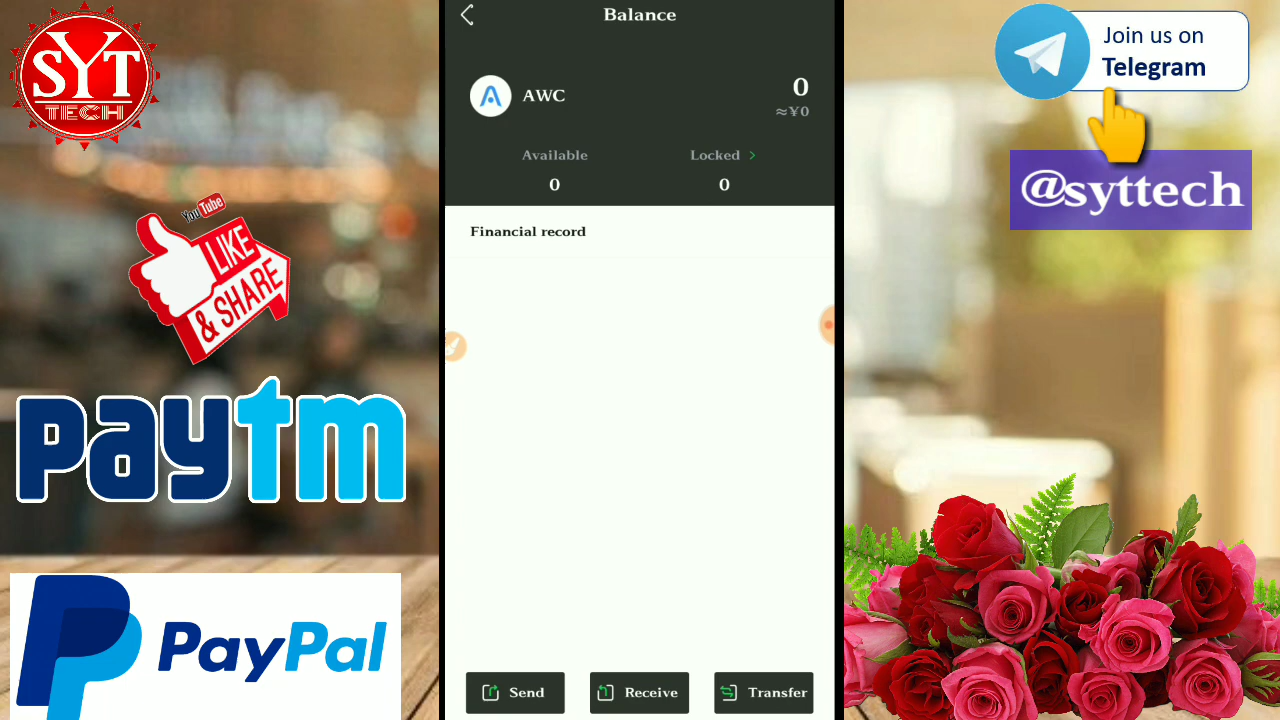 SYT
TECH
YouTube
LIKE
& SHARE
paytm
PayPal
Balance
AWC
0
≈¥0
Available
Locked >
0
0
Financial record
Send
Receive
Transfer
Join us on
Telegram
@syttech